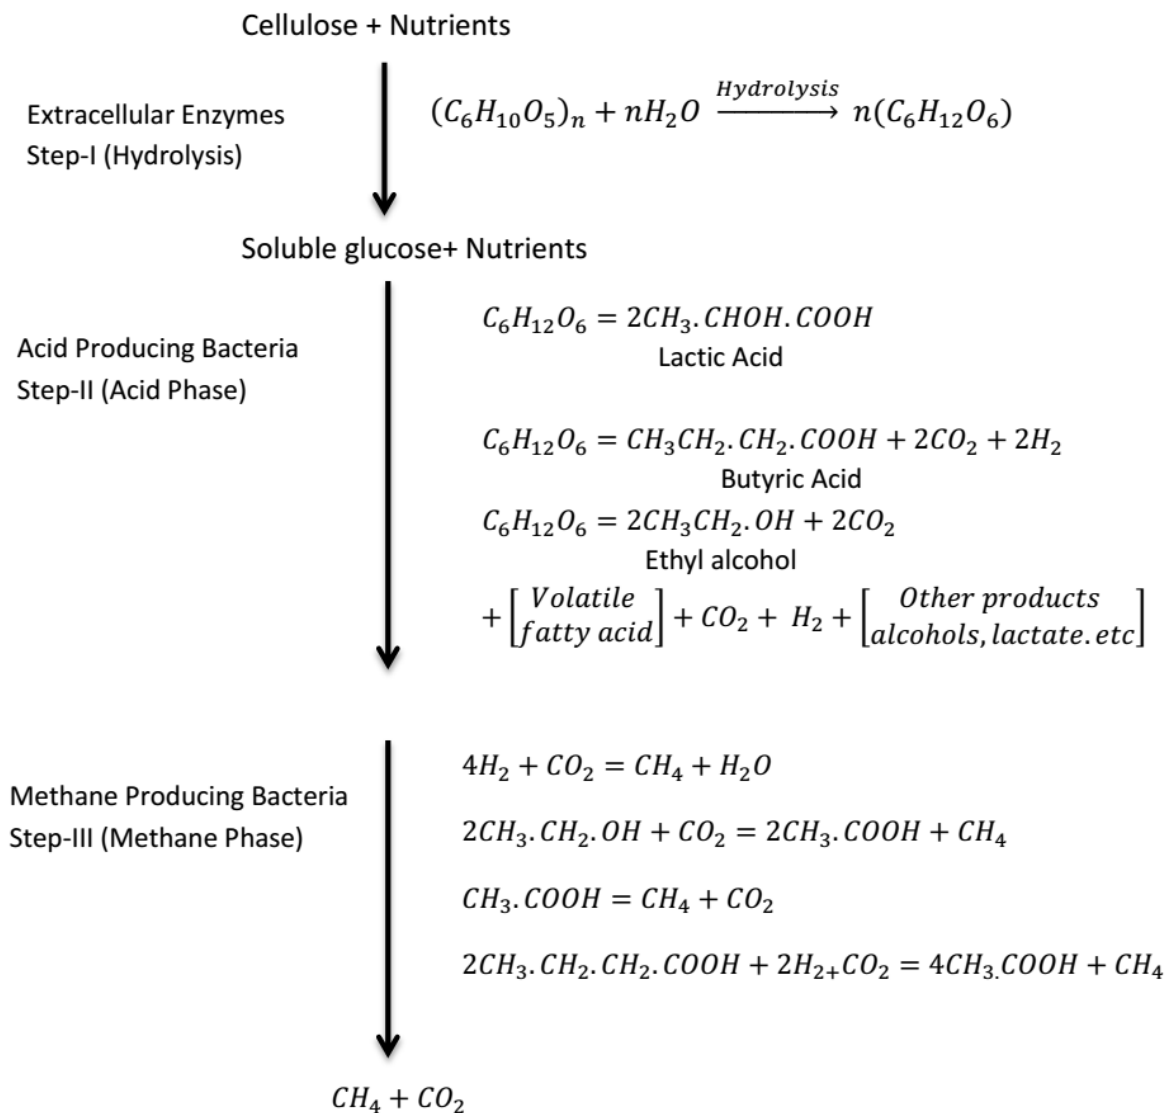 Cellulose + Nutrients
Extracellular Enzymes
Step-I (Hydrolysis)
(C₆H₁₀O₅)ₙ + nH₂O \xrightarrow{Hydrolysis} n(C₆H₁₂O₆)
Soluble glucose+ Nutrients
Acid Producing Bacteria
Step-II (Acid Phase)
C₆H₁₂O₆ = 2CH₃.CHOH.COOH
Lactic Acid
C₆H₁₂O₆ = CH₃CH₂.CH₂.COOH + 2CO₂ + 2H₂
Butyric Acid
C₆H₁₂O₆ = 2CH₃CH₂.OH + 2CO₂
Ethyl alcohol
+ [Volatile fatty acid] + CO₂ + H₂ + [Other products alcohols, lactate. etc]
Methane Producing Bacteria
Step-III (Methane Phase)
4H₂ + CO₂ = CH₄ + H₂O
2CH₃.CH₂.OH + CO₂ = 2CH₃.COOH + CH₄
CH₃.COOH = CH₄ + CO₂
2CH₃.CH₂.CH₂.COOH + 2H₂₊CO₂ = 4CH₃.COOH + CH₄
CH₄ + CO₂